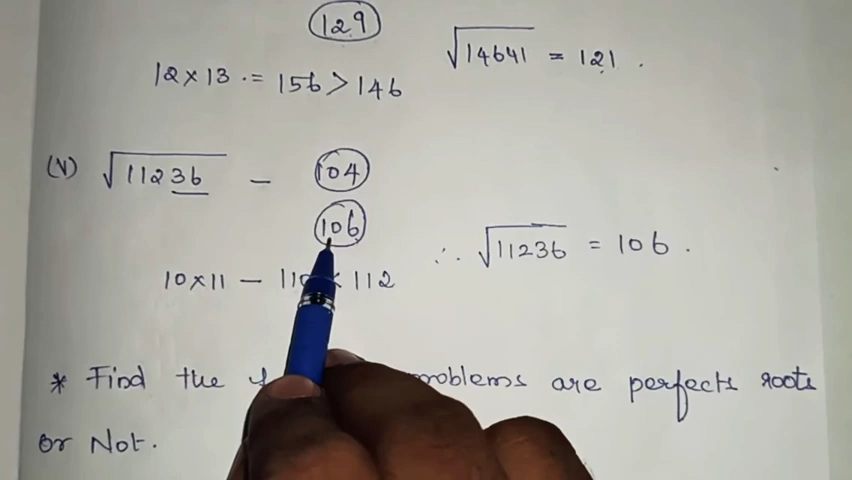 129
√14641 = 121 .
12 × 13 . = 156 > 146
(V) √11236 – 104
106
∴ √11236 = 106 .
10 × 11 – 110 < 112
* Find the problems are perfects roots
or Not.